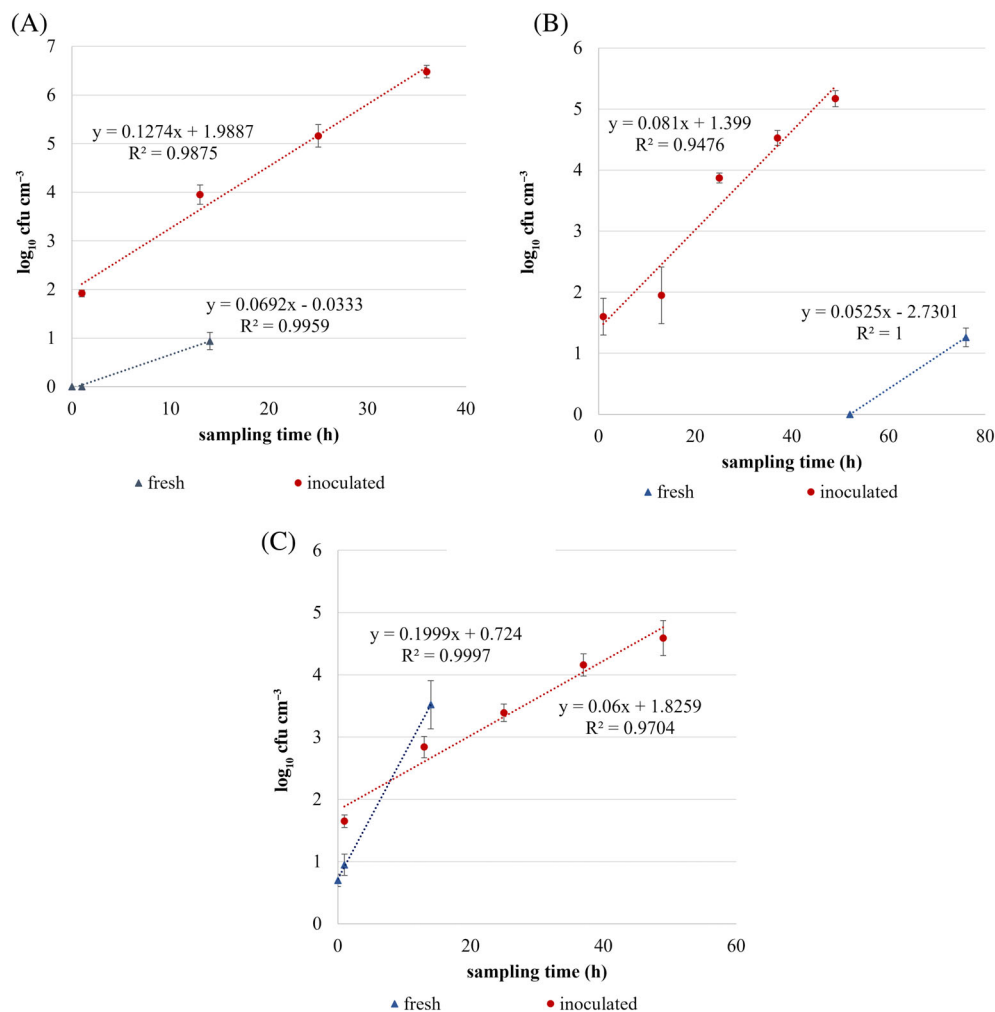 (A)
7
6
5
4
3
2
1
0
0 10 20 30 40
log₁₀ cfu cm⁻³
sampling time (h)
y = 0.1274x + 1.9887
R² = 0.9875
y = 0.0692x - 0.0333
R² = 0.9959
fresh inoculated
(B)
6
5
4
3
2
1
0
0 20 40 60 80
log₁₀ cfu cm⁻³
sampling time (h)
y = 0.081x + 1.399
R² = 0.9476
y = 0.0525x - 2.7301
R² = 1
fresh inoculated
(C)
6
5
4
3
2
1
0
0 20 40 60
log₁₀ cfu cm⁻³
sampling time (h)
y = 0.1999x + 0.724
R² = 0.9997
y = 0.06x + 1.8259
R² = 0.9704
fresh inoculated